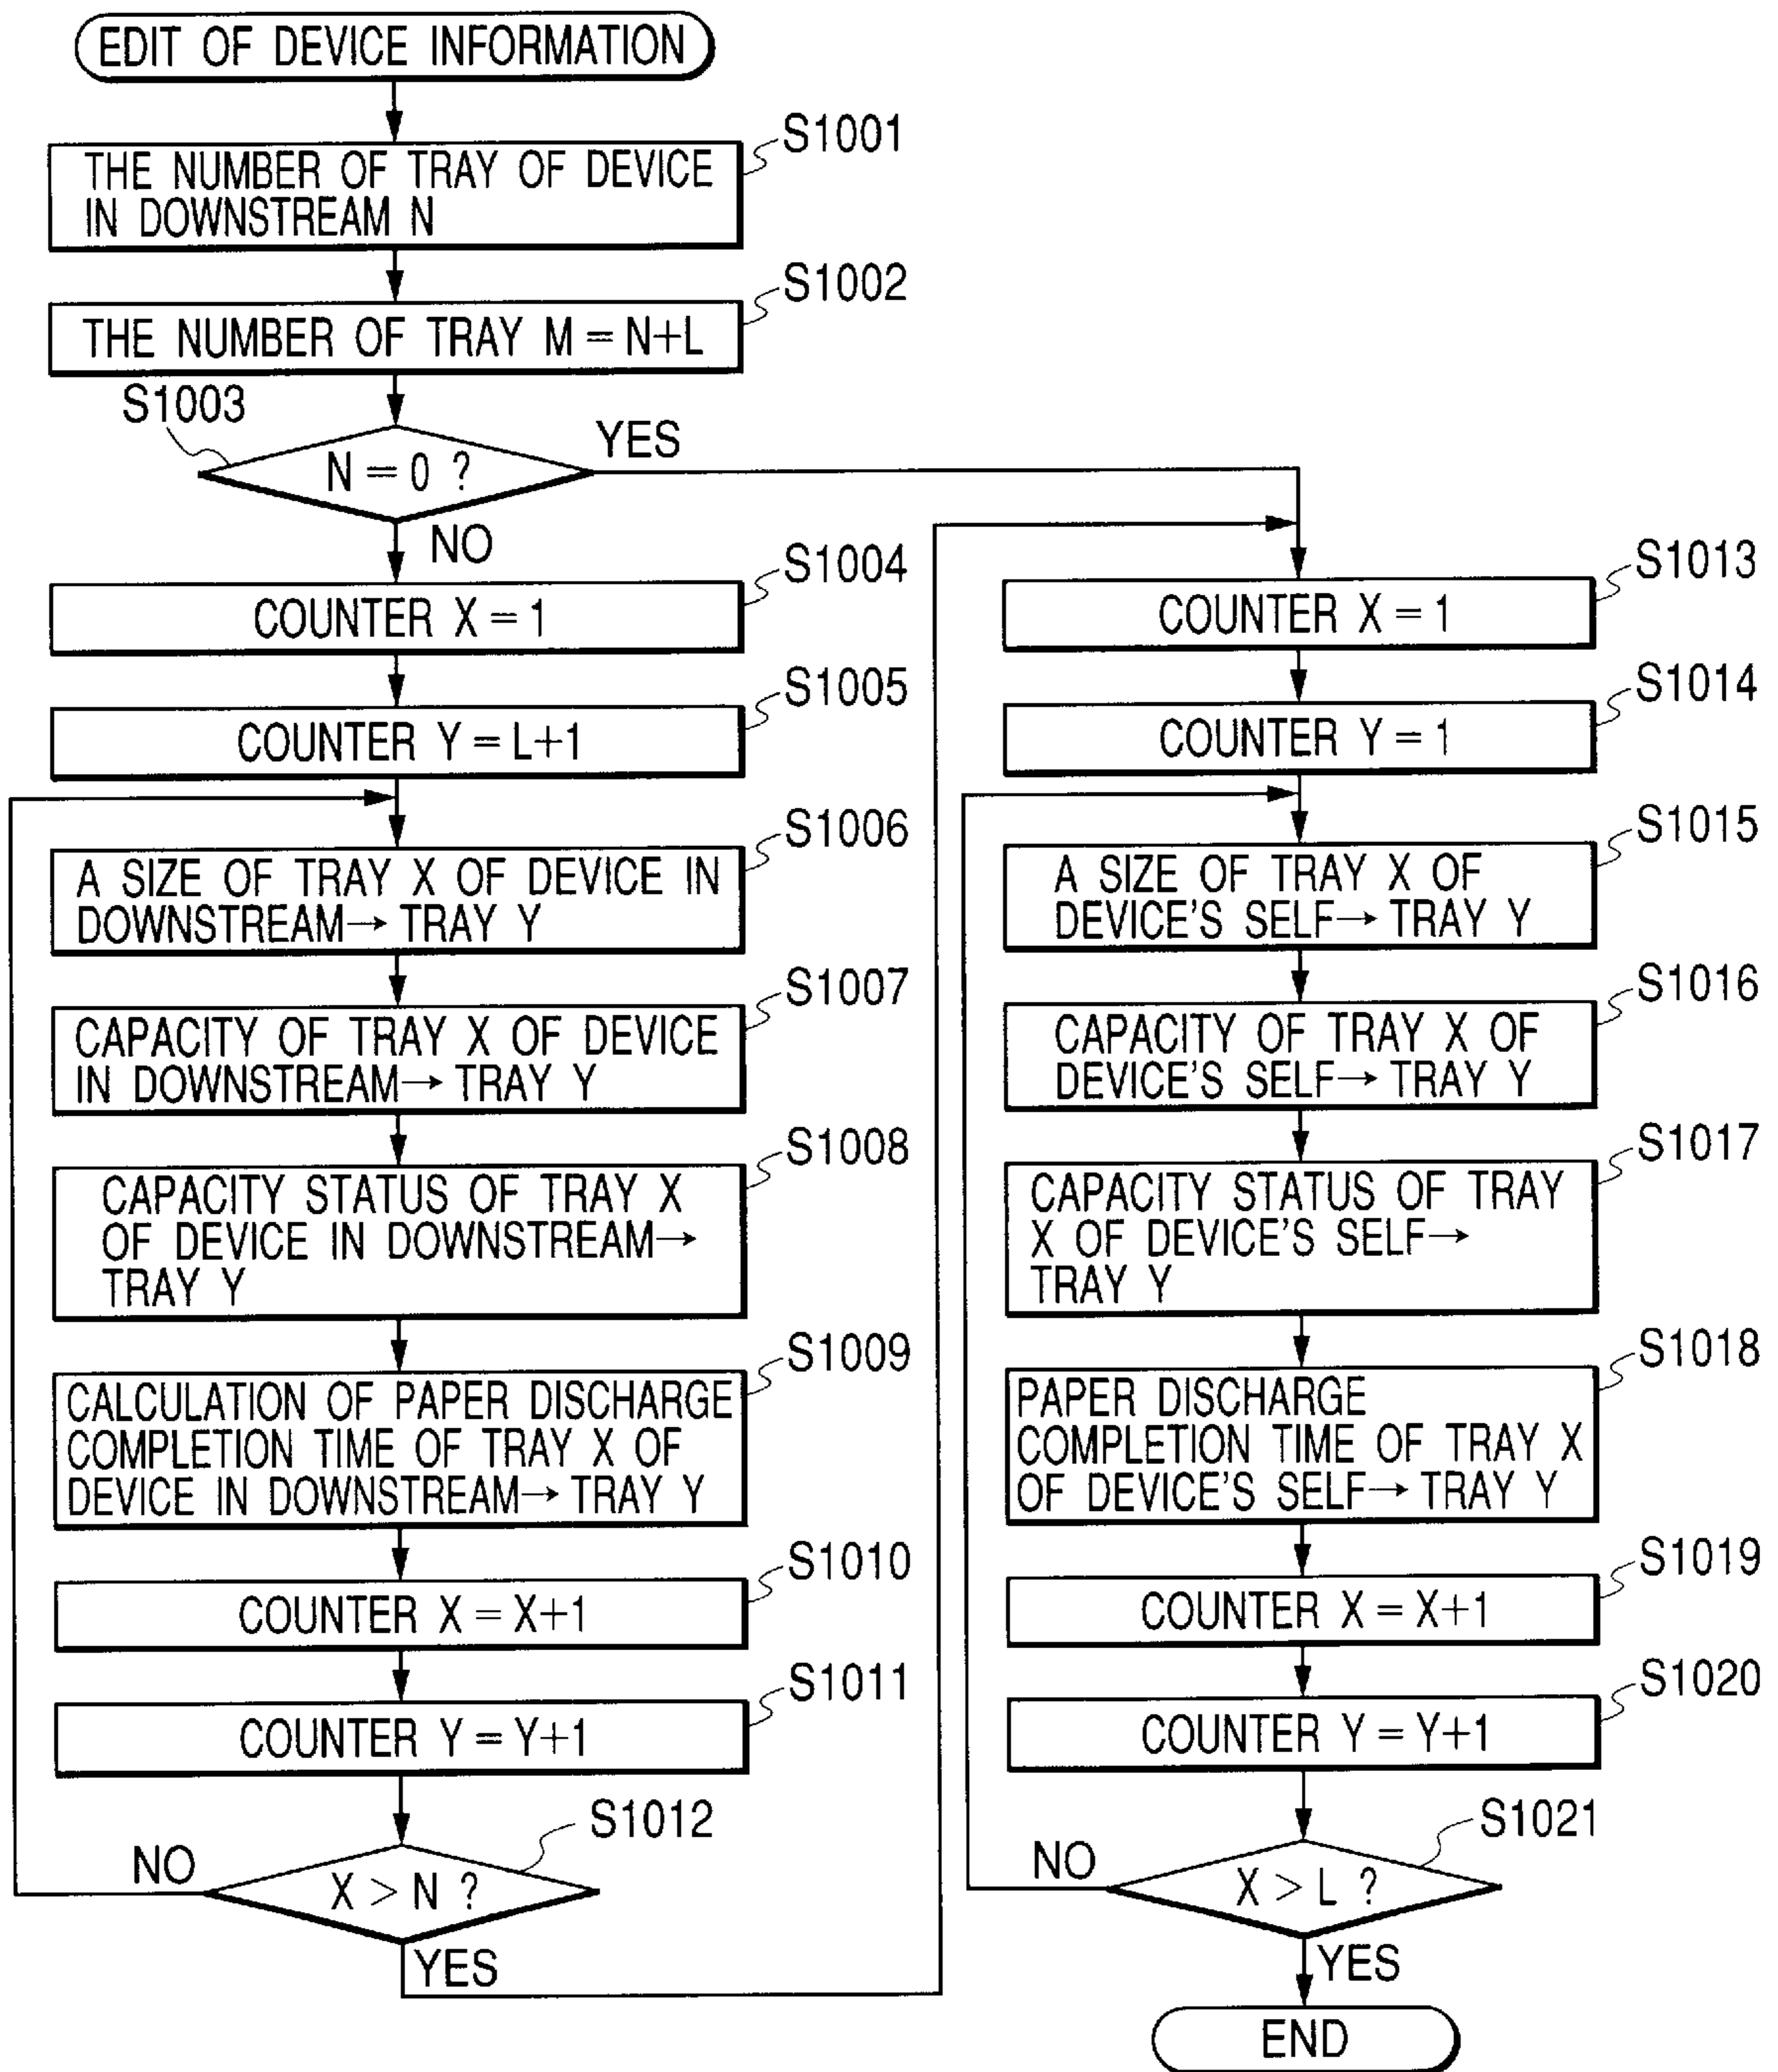 EDIT OF DEVICE INFORMATION
S1001
THE NUMBER OF TRAY OF DEVICE
IN DOWNSTREAM N
S1002
THE NUMBER OF TRAY M = N+L
S1003
N = 0 ?
YES
NO
S1004
COUNTER X = 1
S1005
COUNTER Y = L+1
S1006
A SIZE OF TRAY X OF DEVICE IN
DOWNSTREAM→ TRAY Y
S1007
CAPACITY OF TRAY X OF DEVICE
IN DOWNSTREAM→ TRAY Y
S1008
CAPACITY STATUS OF TRAY X
OF DEVICE IN DOWNSTREAM→
TRAY Y
S1009
CALCULATION OF PAPER DISCHARGE
COMPLETION TIME OF TRAY X OF
DEVICE IN DOWNSTREAM→ TRAY Y
S1010
COUNTER X = X+1
S1011
COUNTER Y = Y+1
S1012
NO
X > N ?
YES
S1013
COUNTER X = 1
S1014
COUNTER Y = 1
S1015
A SIZE OF TRAY X OF
DEVICE'S SELF→ TRAY Y
S1016
CAPACITY OF TRAY X OF
DEVICE'S SELF→ TRAY Y
S1017
CAPACITY STATUS OF TRAY
X OF DEVICE'S SELF→
TRAY Y
S1018
PAPER DISCHARGE
COMPLETION TIME OF TRAY X
OF DEVICE'S SELF→ TRAY Y
S1019
COUNTER X = X+1
S1020
COUNTER Y = Y+1
S1021
NO
X > L ?
YES
END